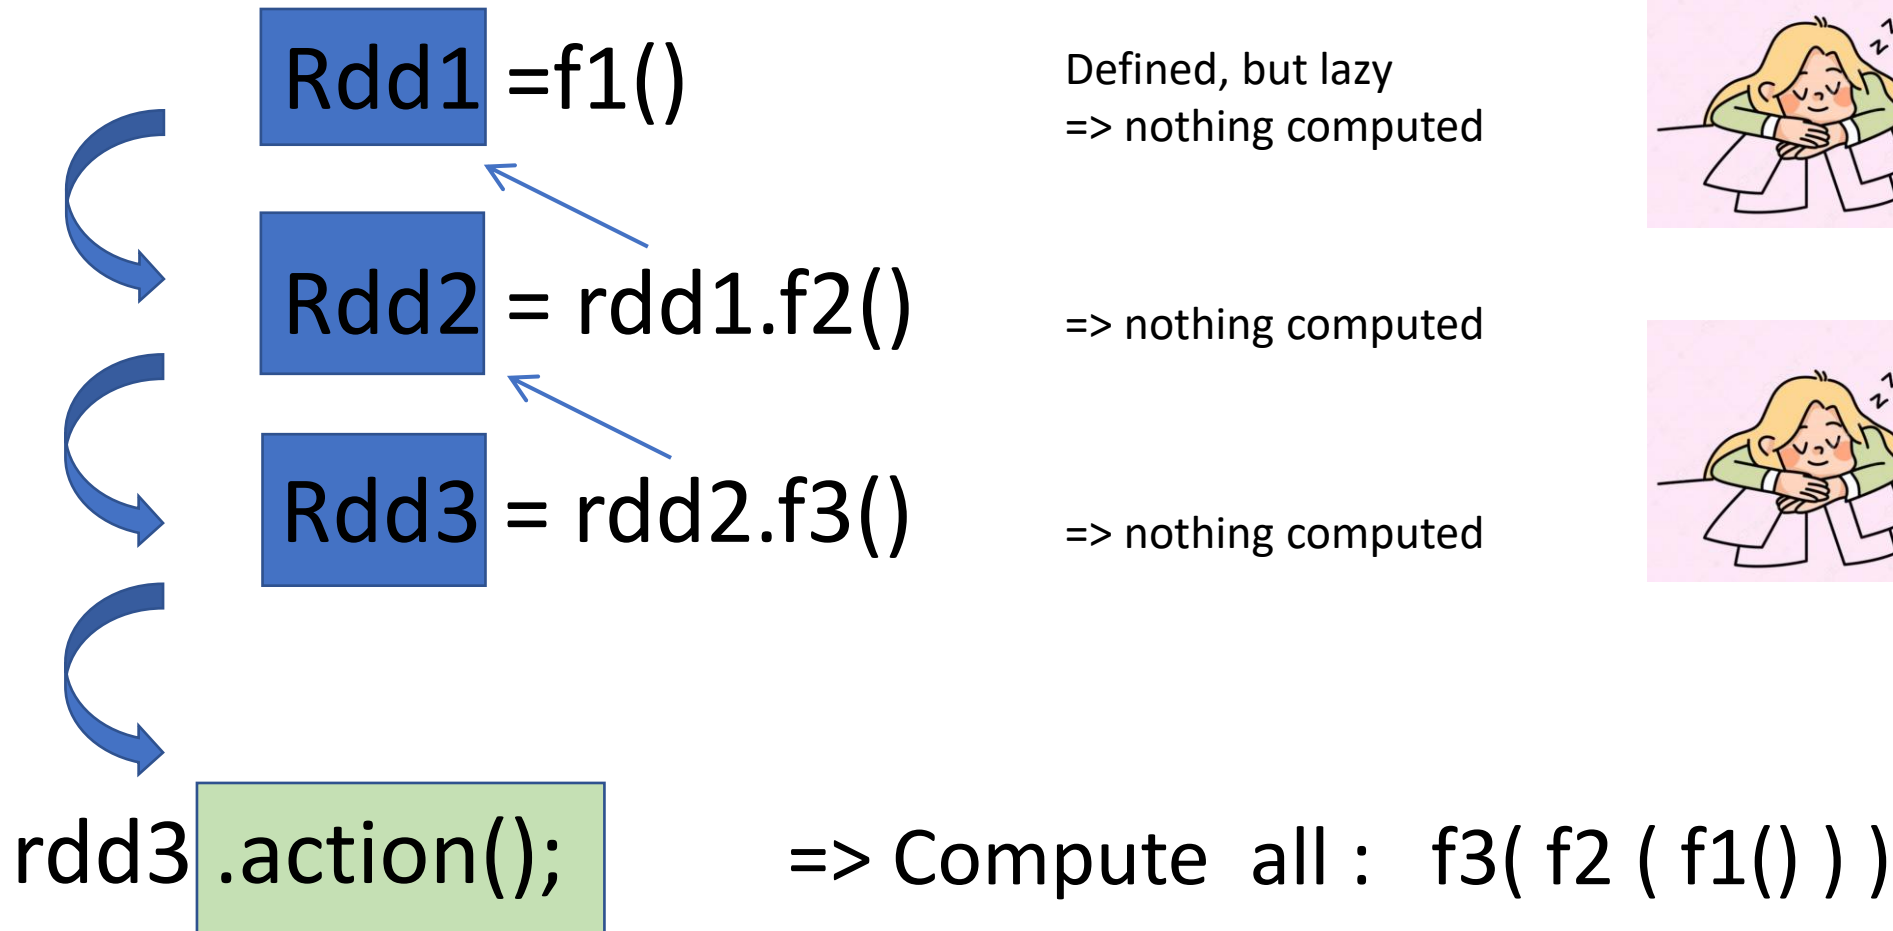 Rdd1 =f1()
Defined, but lazy
=> nothing computed
Rdd2 = rdd1.f2()
=> nothing computed
Rdd3 = rdd2.f3()
=> nothing computed
rdd3 .action(); => Compute all : f3( f2 ( f1() ) )
z
z